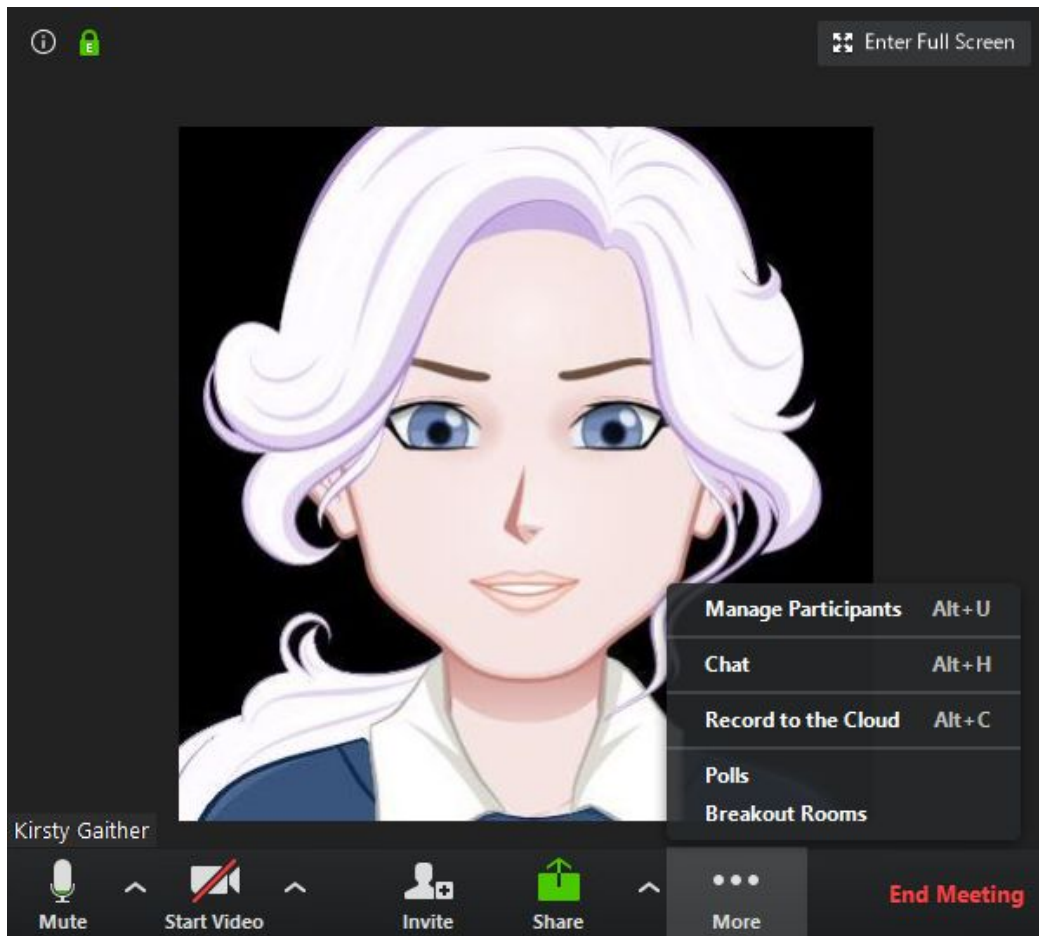 E
Enter Full Screen
Manage Participants Alt+U
Chat Alt+H
Record to the Cloud Alt+C
Polls
Breakout Rooms
Kirsty Gaither
Mute Start Video Invite Share More End Meeting